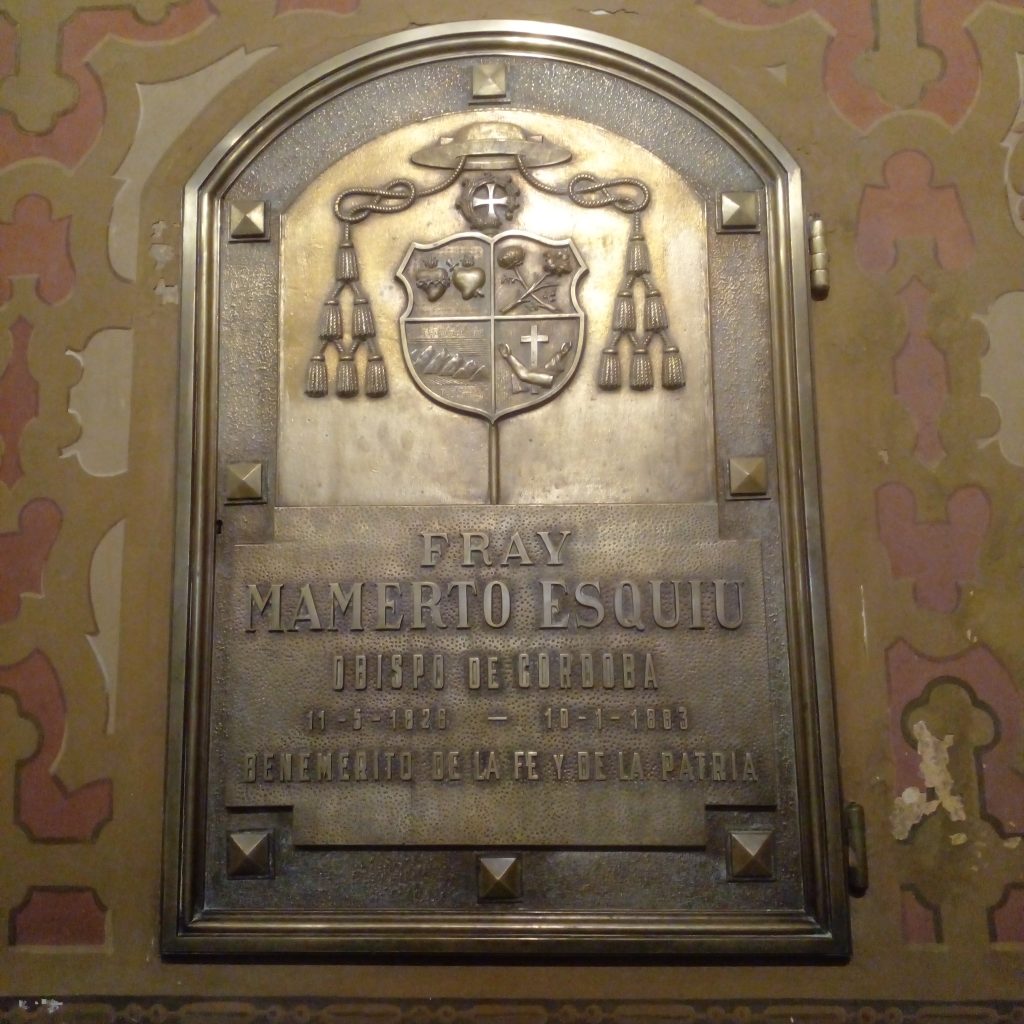 FRAY
MAMERTO ESQUIU
OBISPO DE CORDOBA
11-5-1826 — 10-1-1883
BENEMERITO DE LA FE Y DE LA PATRIA